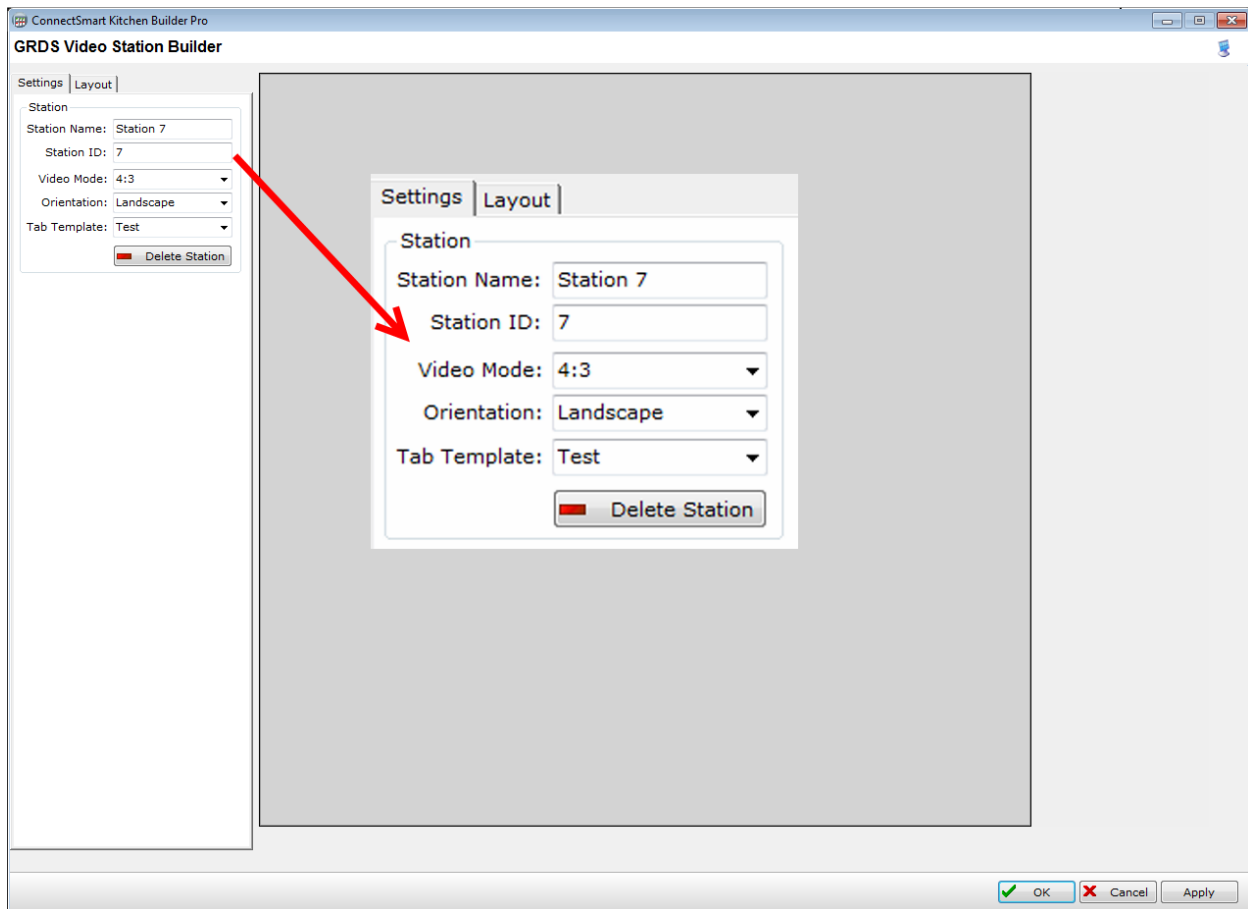 ConnectSmart Kitchen Builder Pro
GRDS Video Station Builder
Settings Layout
Station
Station Name: Station 7
Station ID: 7
Video Mode: 4:3
Orientation: Landscape
Tab Template: Test
Delete Station
Settings Layout
Station
Station Name: Station 7
Station ID: 7
Video Mode: 4:3
Orientation: Landscape
Tab Template: Test
Delete Station
OK Cancel Apply